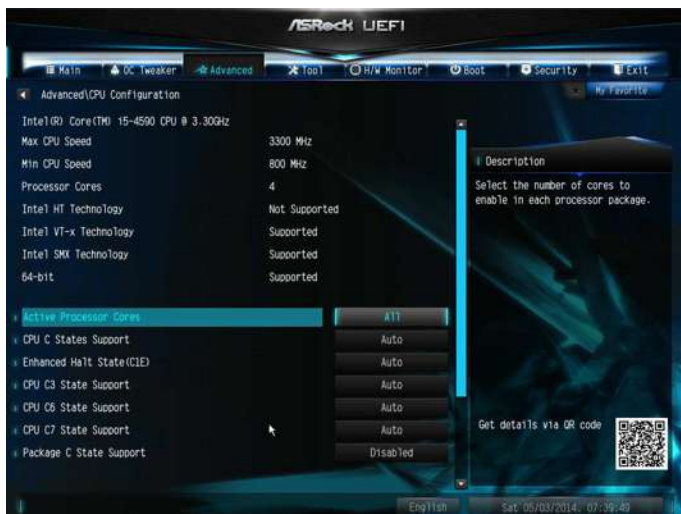 ASRock UEFI
Main OC Tweaker Advanced Tool H/W Monitor Boot Security Exit
Advanced\CPU Configuration
My Favorite
Intel(R) Core(TM) i5-4590 CPU @ 3.30GHz
Max CPU Speed 3300 MHz
Min CPU Speed 800 MHz
Processor Cores 4
Intel HT Technology Not Supported
Intel VT-x Technology Supported
Intel SMX Technology Supported
64-bit Supported
Active Processor Cores All
CPU C States Support Auto
Enhanced Halt State(C1E) Auto
CPU C3 State Support Auto
CPU C6 State Support Auto
CPU C7 State Support Auto
Package C State Support Disabled
Description
Select the number of cores to
enable in each processor package.
Get details via QR code
English
Sat 05/03/2014, 07:39:49